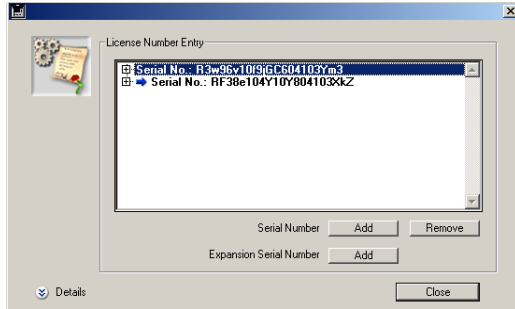 License Number Entry
Serial No.: R3w96v10f9jGC604103Ym3
Serial No.: RF38e104Y10Y804103XkZ
Serial Number Add Remove
Expansion Serial Number Add
Details Close